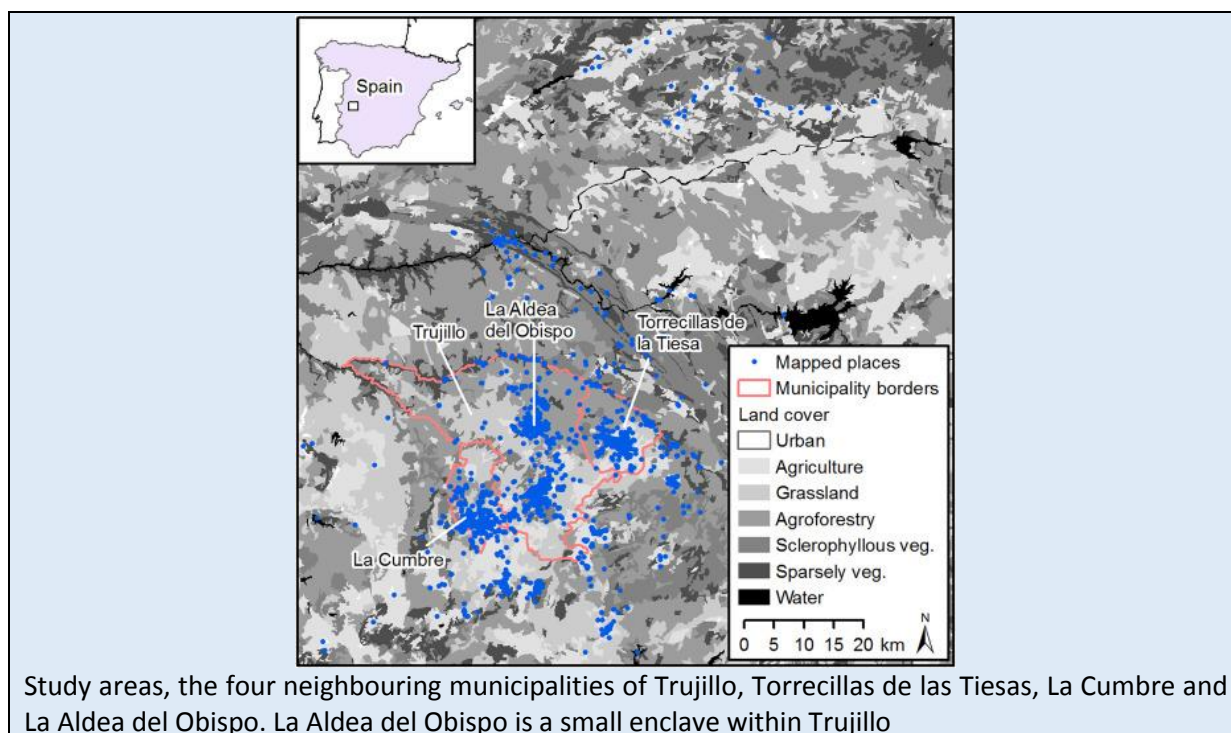 Spain
La Aldea
del Obispo
Trujillo
Torrecillas de
la Tiesa
La Cumbre
Mapped places
Municipality borders
Land cover
Urban
Agriculture
Grassland
Agroforestry
Sclerophyllous veg.
Sparsely veg.
Water
N
0 5 10 15 20 km
Study areas, the four neighbouring municipalities of Trujillo, Torrecillas de las Tiesas, La Cumbre and
La Aldea del Obispo. La Aldea del Obispo is a small enclave within Trujillo